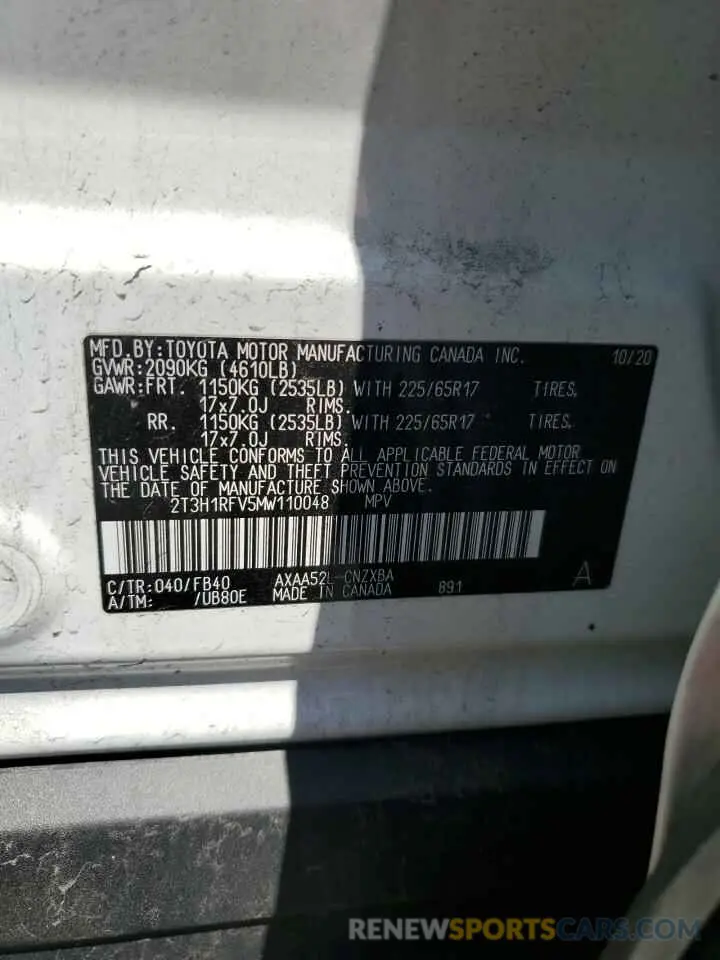 MFD.BY:TOYOTA MOTOR MANUFACTURING CANADA INC. 10/20
GVWR:2090KG (4610LB)
GAWR:FRT. 1150KG (2535LB) WITH 225/65R17 TIRES,
17x7.0J RIMS.
RR. 1150KG (2535LB) WITH 225/65R17 TIRES,
17x7.0J RIMS.
THIS VEHICLE CONFORMS TO ALL APPLICABLE FEDERAL MOTOR
VEHICLE SAFETY AND THEFT PREVENTION STANDARDS IN EFFECT ON
THE DATE OF MANUFACTURE SHOWN ABOVE.
2T3H1RFV5MW110048 MPV
C/TR:040/FB40 AXAA52L-CNZXBA A
A/TM: /UB80E MADE IN CANADA 891
RENEWSPORTSCARS.COM